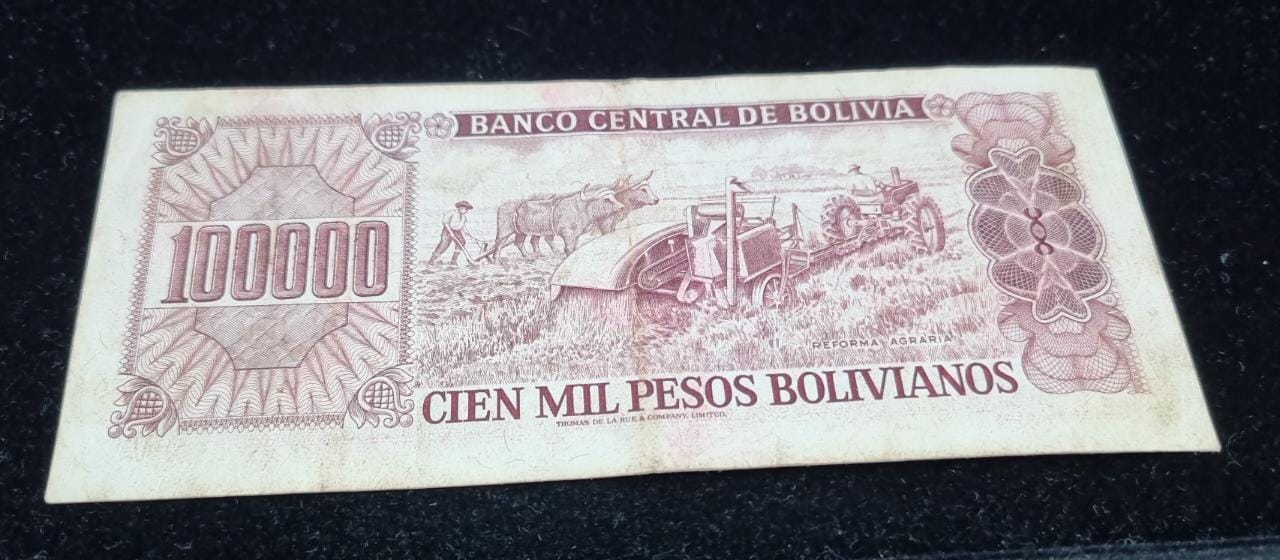 BANCO CENTRAL DE BOLIVIA
100000
REFORMA AGRARIA
CIEN MIL PESOS BOLIVIANOS
THOMAS DE LA RUE & COMPANY, LIMITED.